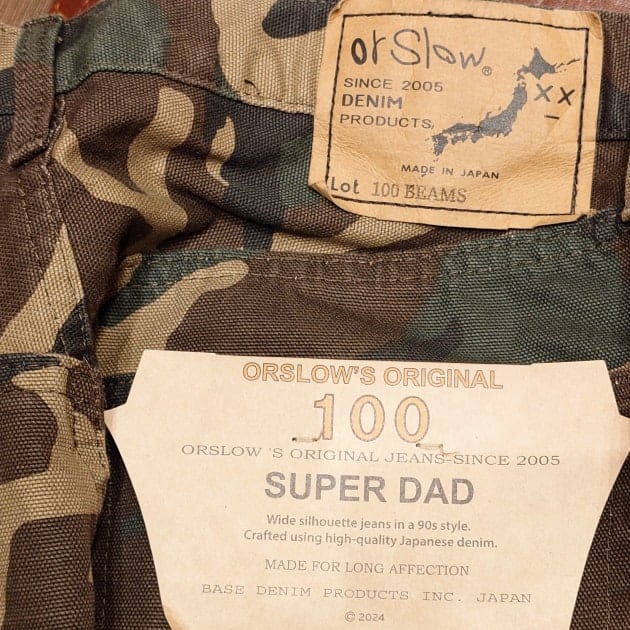 orSlow®
SINCE 2005
DENIM
PRODUCTS
XX
MADE IN JAPAN
Lot 100 BEAMS
ORSLOW'S ORIGINAL
100
ORSLOW 'S ORIGINAL JEANS-SINCE 2005
SUPER DAD
Wide silhouette jeans in a 90s style.
Crafted using high-quality Japanese denim.
MADE FOR LONG AFFECTION
BASE DENIM PRODUCTS INC. JAPAN
© 2024